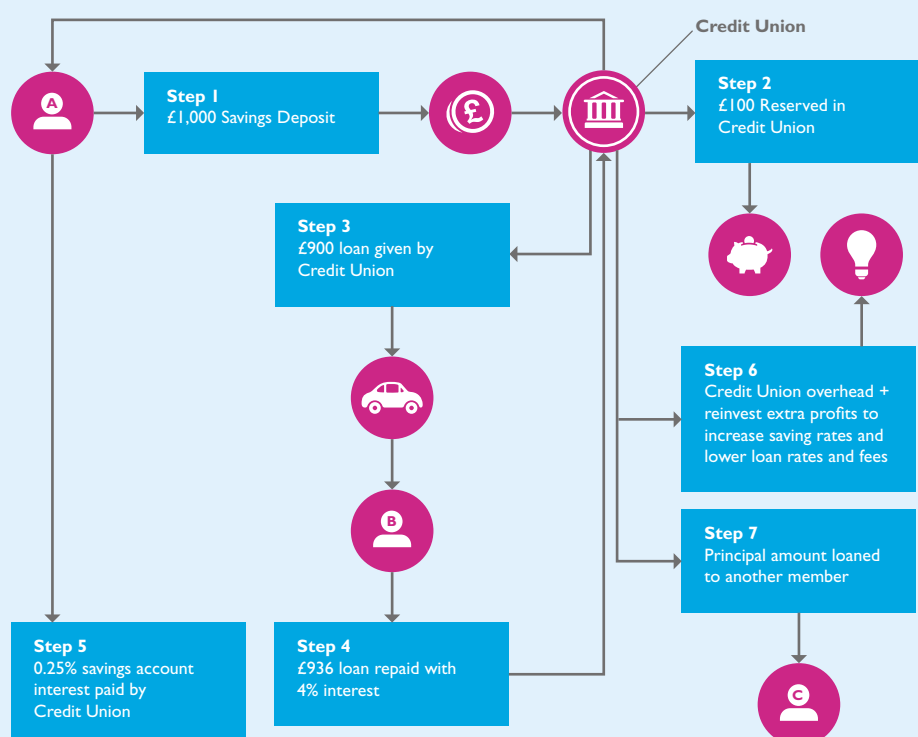 Credit Union
A
Step 1
£1,000 Savings Deposit
£
Step 2
£100 Reserved in
Credit Union
Step 3
£900 loan given by
Credit Union
B
Step 4
£936 loan repaid with
4% interest
Step 5
0.25% savings account
interest paid by
Credit Union
Step 6
Credit Union overhead +
reinvest extra profits to
increase saving rates and
lower loan rates and fees
Step 7
Principal amount loaned
to another member
C